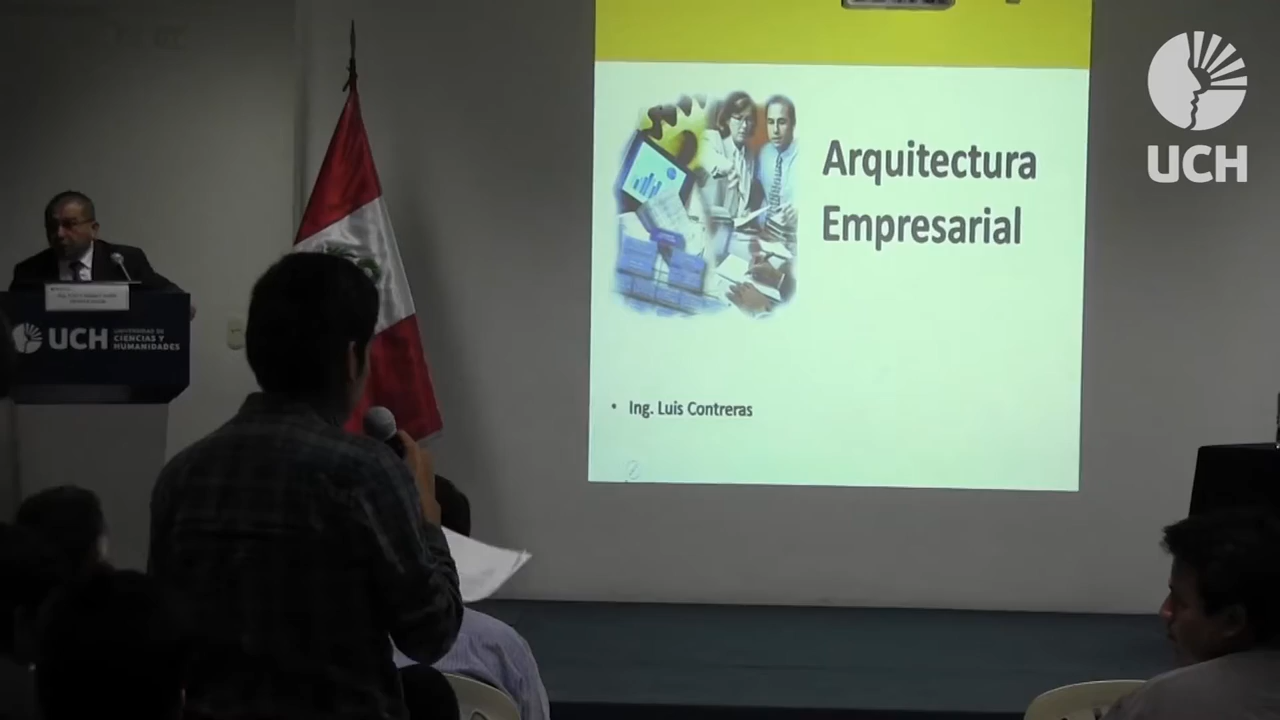 UCH
Arquitectura
Empresarial
• Ing. Luis Contreras
UCH
UNIVERSIDAD DE
CIENCIAS Y
HUMANIDADES